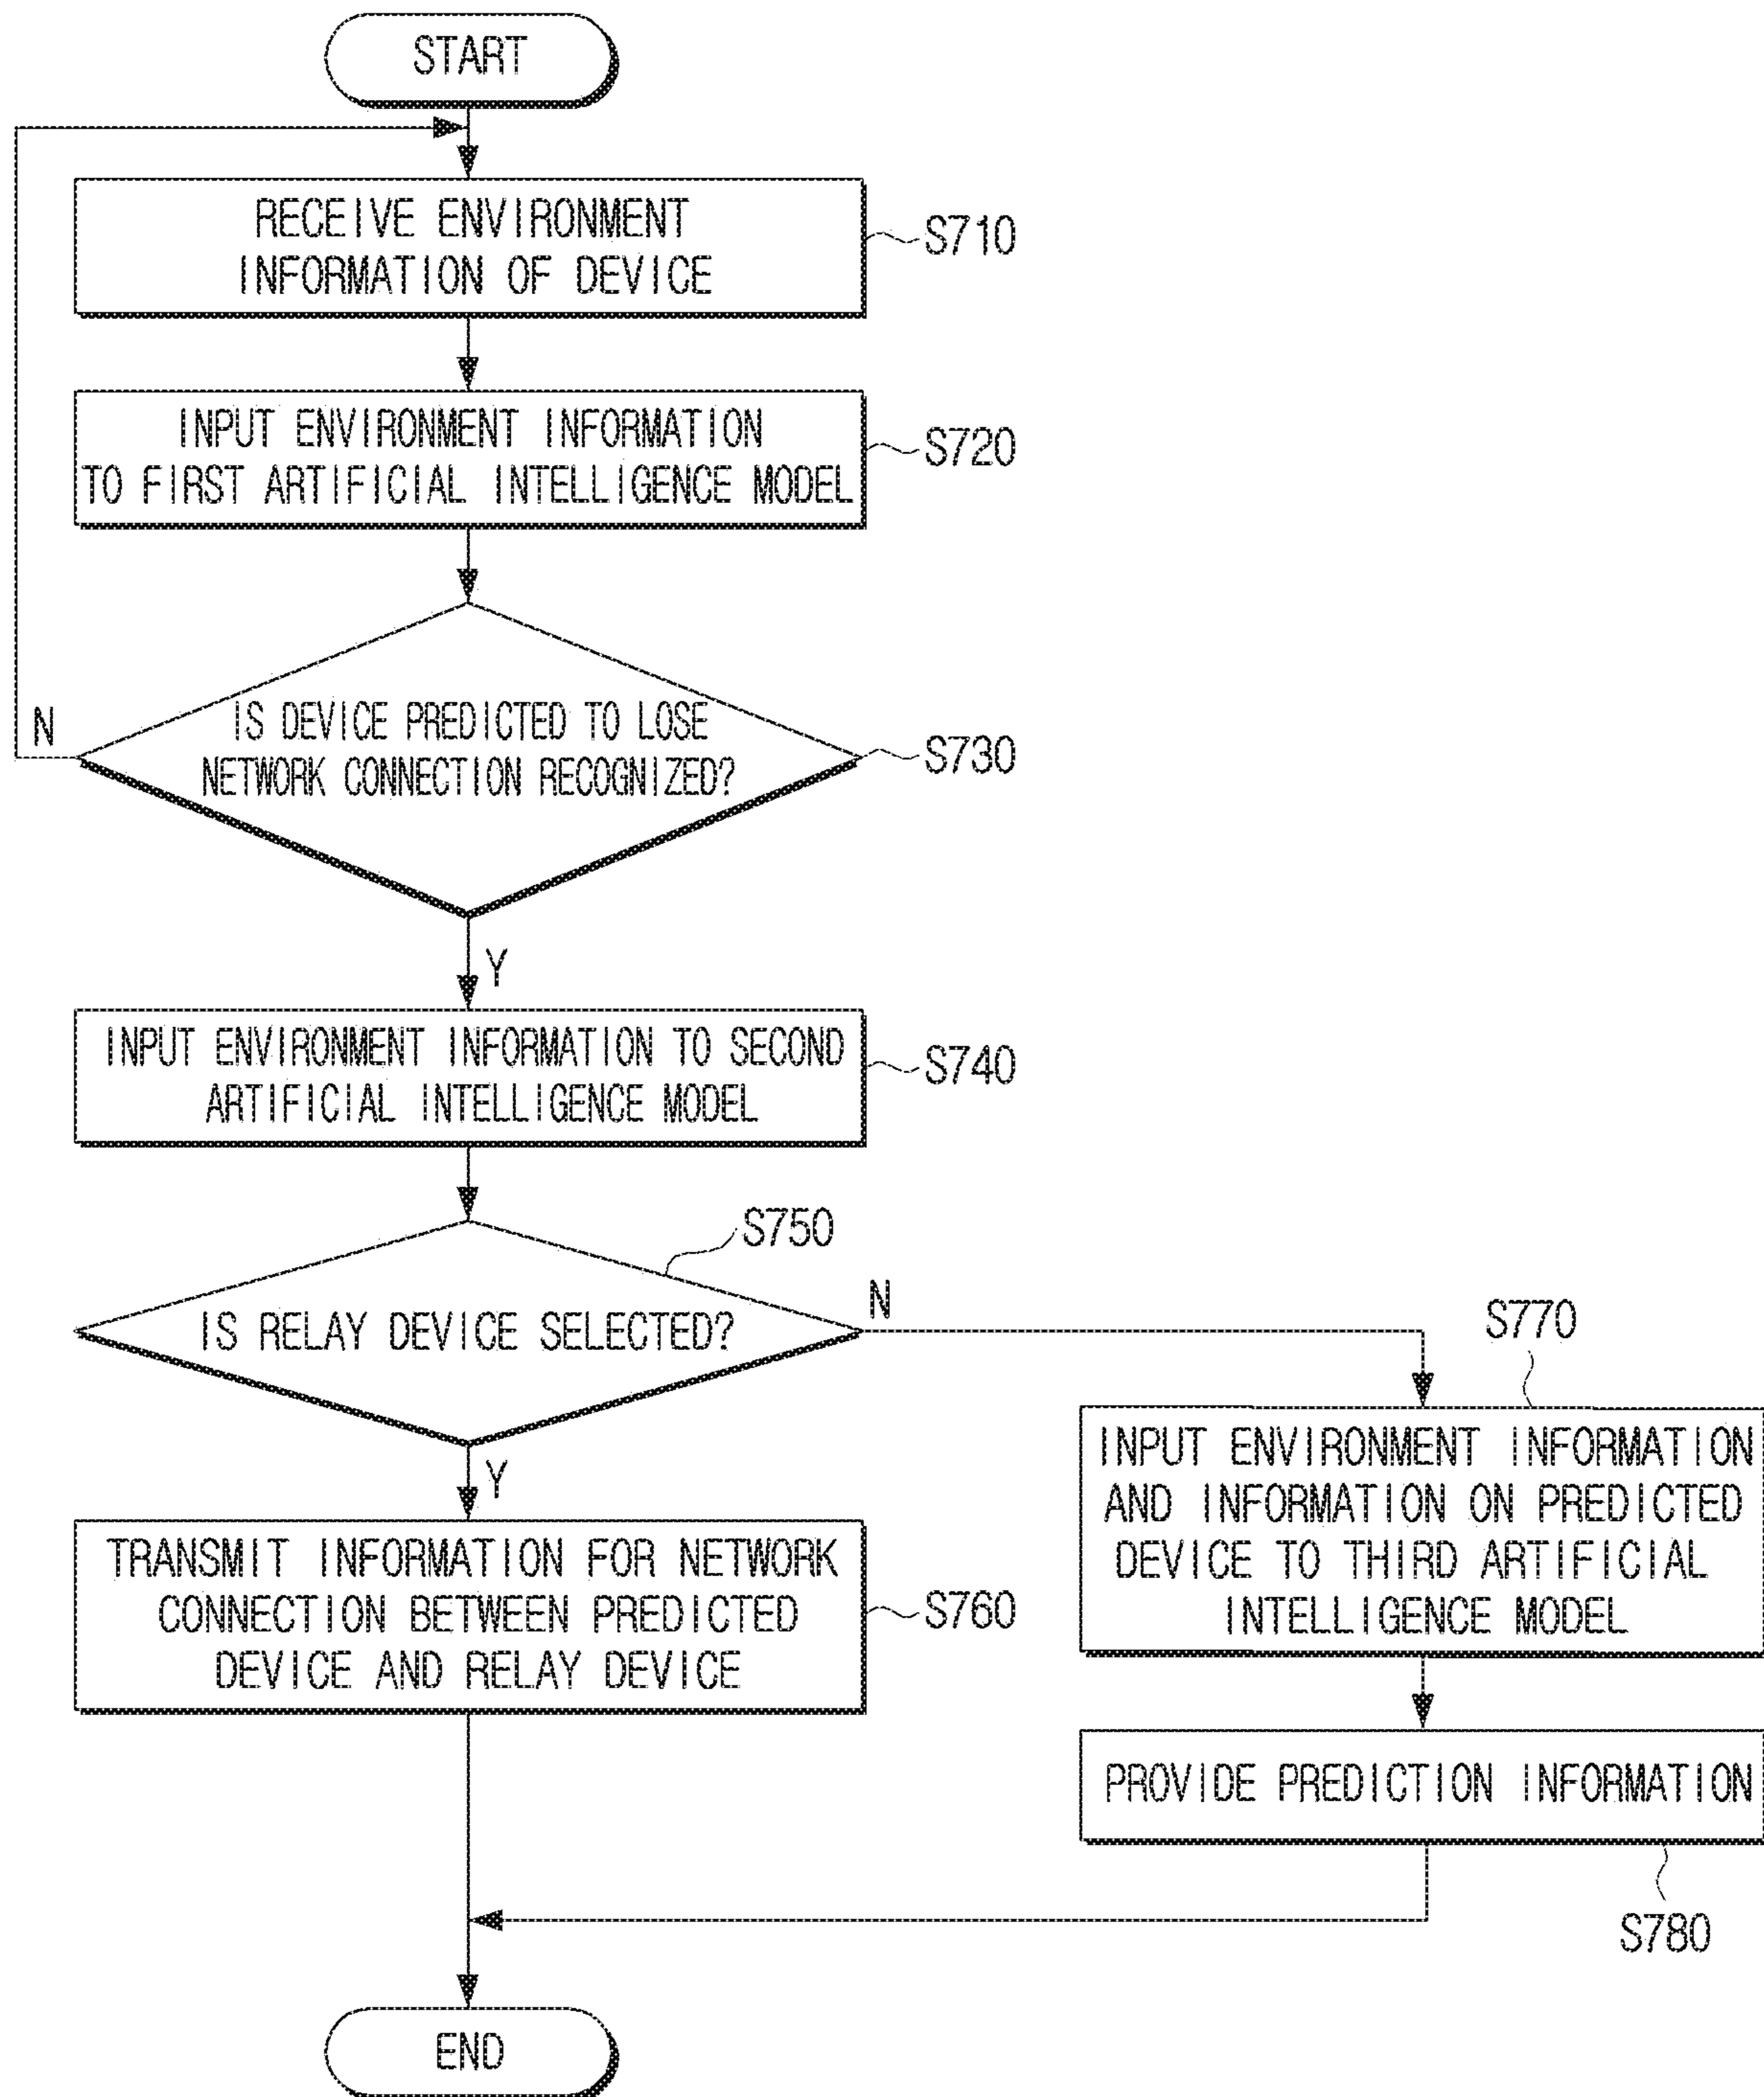 START
RECEIVE ENVIRONMENT
INFORMATION OF DEVICE
S710
INPUT ENVIRONMENT INFORMATION
TO FIRST ARTIFICIAL INTELLIGENCE MODEL
S720
IS DEVICE PREDICTED TO LOSE
NETWORK CONNECTION RECOGNIZED?
N
S730
Y
INPUT ENVIRONMENT INFORMATION TO SECOND
ARTIFICIAL INTELLIGENCE MODEL
S740
S750
IS RELAY DEVICE SELECTED?
N
Y
TRANSMIT INFORMATION FOR NETWORK
CONNECTION BETWEEN PREDICTED
DEVICE AND RELAY DEVICE
S760
S770
INPUT ENVIRONMENT INFORMATION
AND INFORMATION ON PREDICTED
DEVICE TO THIRD ARTIFICIAL
INTELLIGENCE MODEL
PROVIDE PREDICTION INFORMATION
S780
END